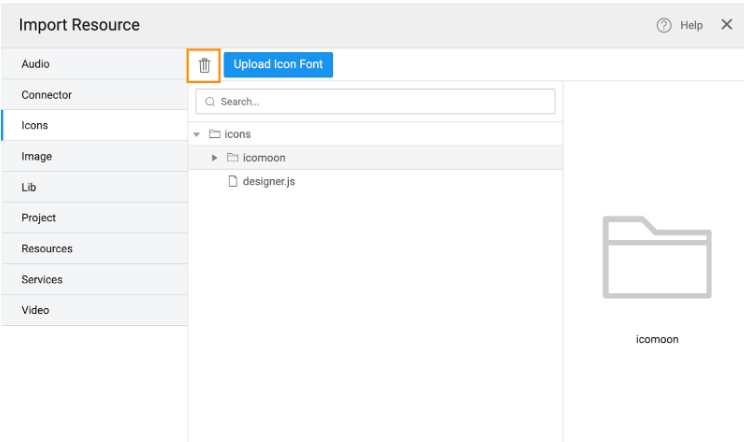 Import Resource
Help
Audio
Connector
Icons
Image
Lib
Project
Resources
Services
Video
Upload Icon Font
Search...
icons
icomoon
designer.js
icomoon